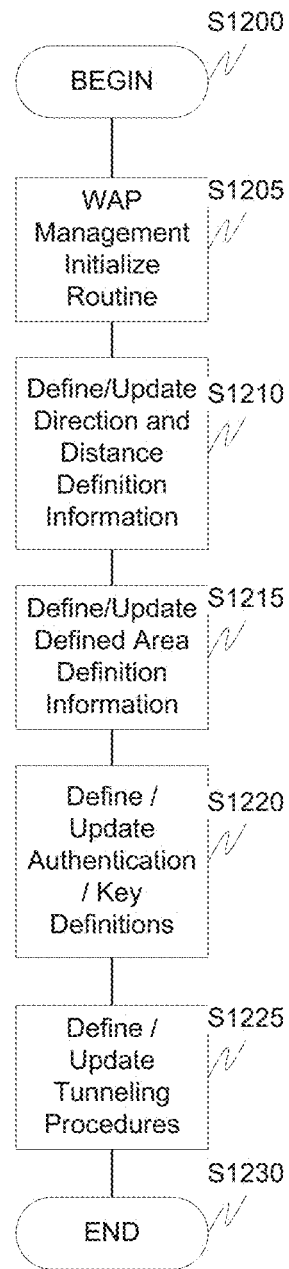 S1200
BEGIN
S1205
WAP
Management
Initialize
Routine
S1210
Define/Update
Direction and
Distance
Definition
Information
S1215
Define/Update
Defined Area
Definition
Information
S1220
Define /
Update
Authentication
/ Key
Definitions
S1225
Define /
Update
Tunneling
Procedures
S1230
END